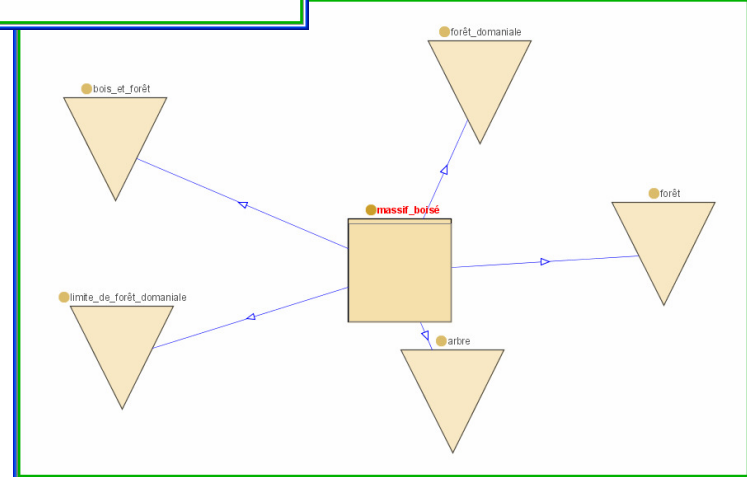 forêt_domaniale
bois_et_forêt
forêt
massif_boisé
limite_de_forêt_domaniale
arbre